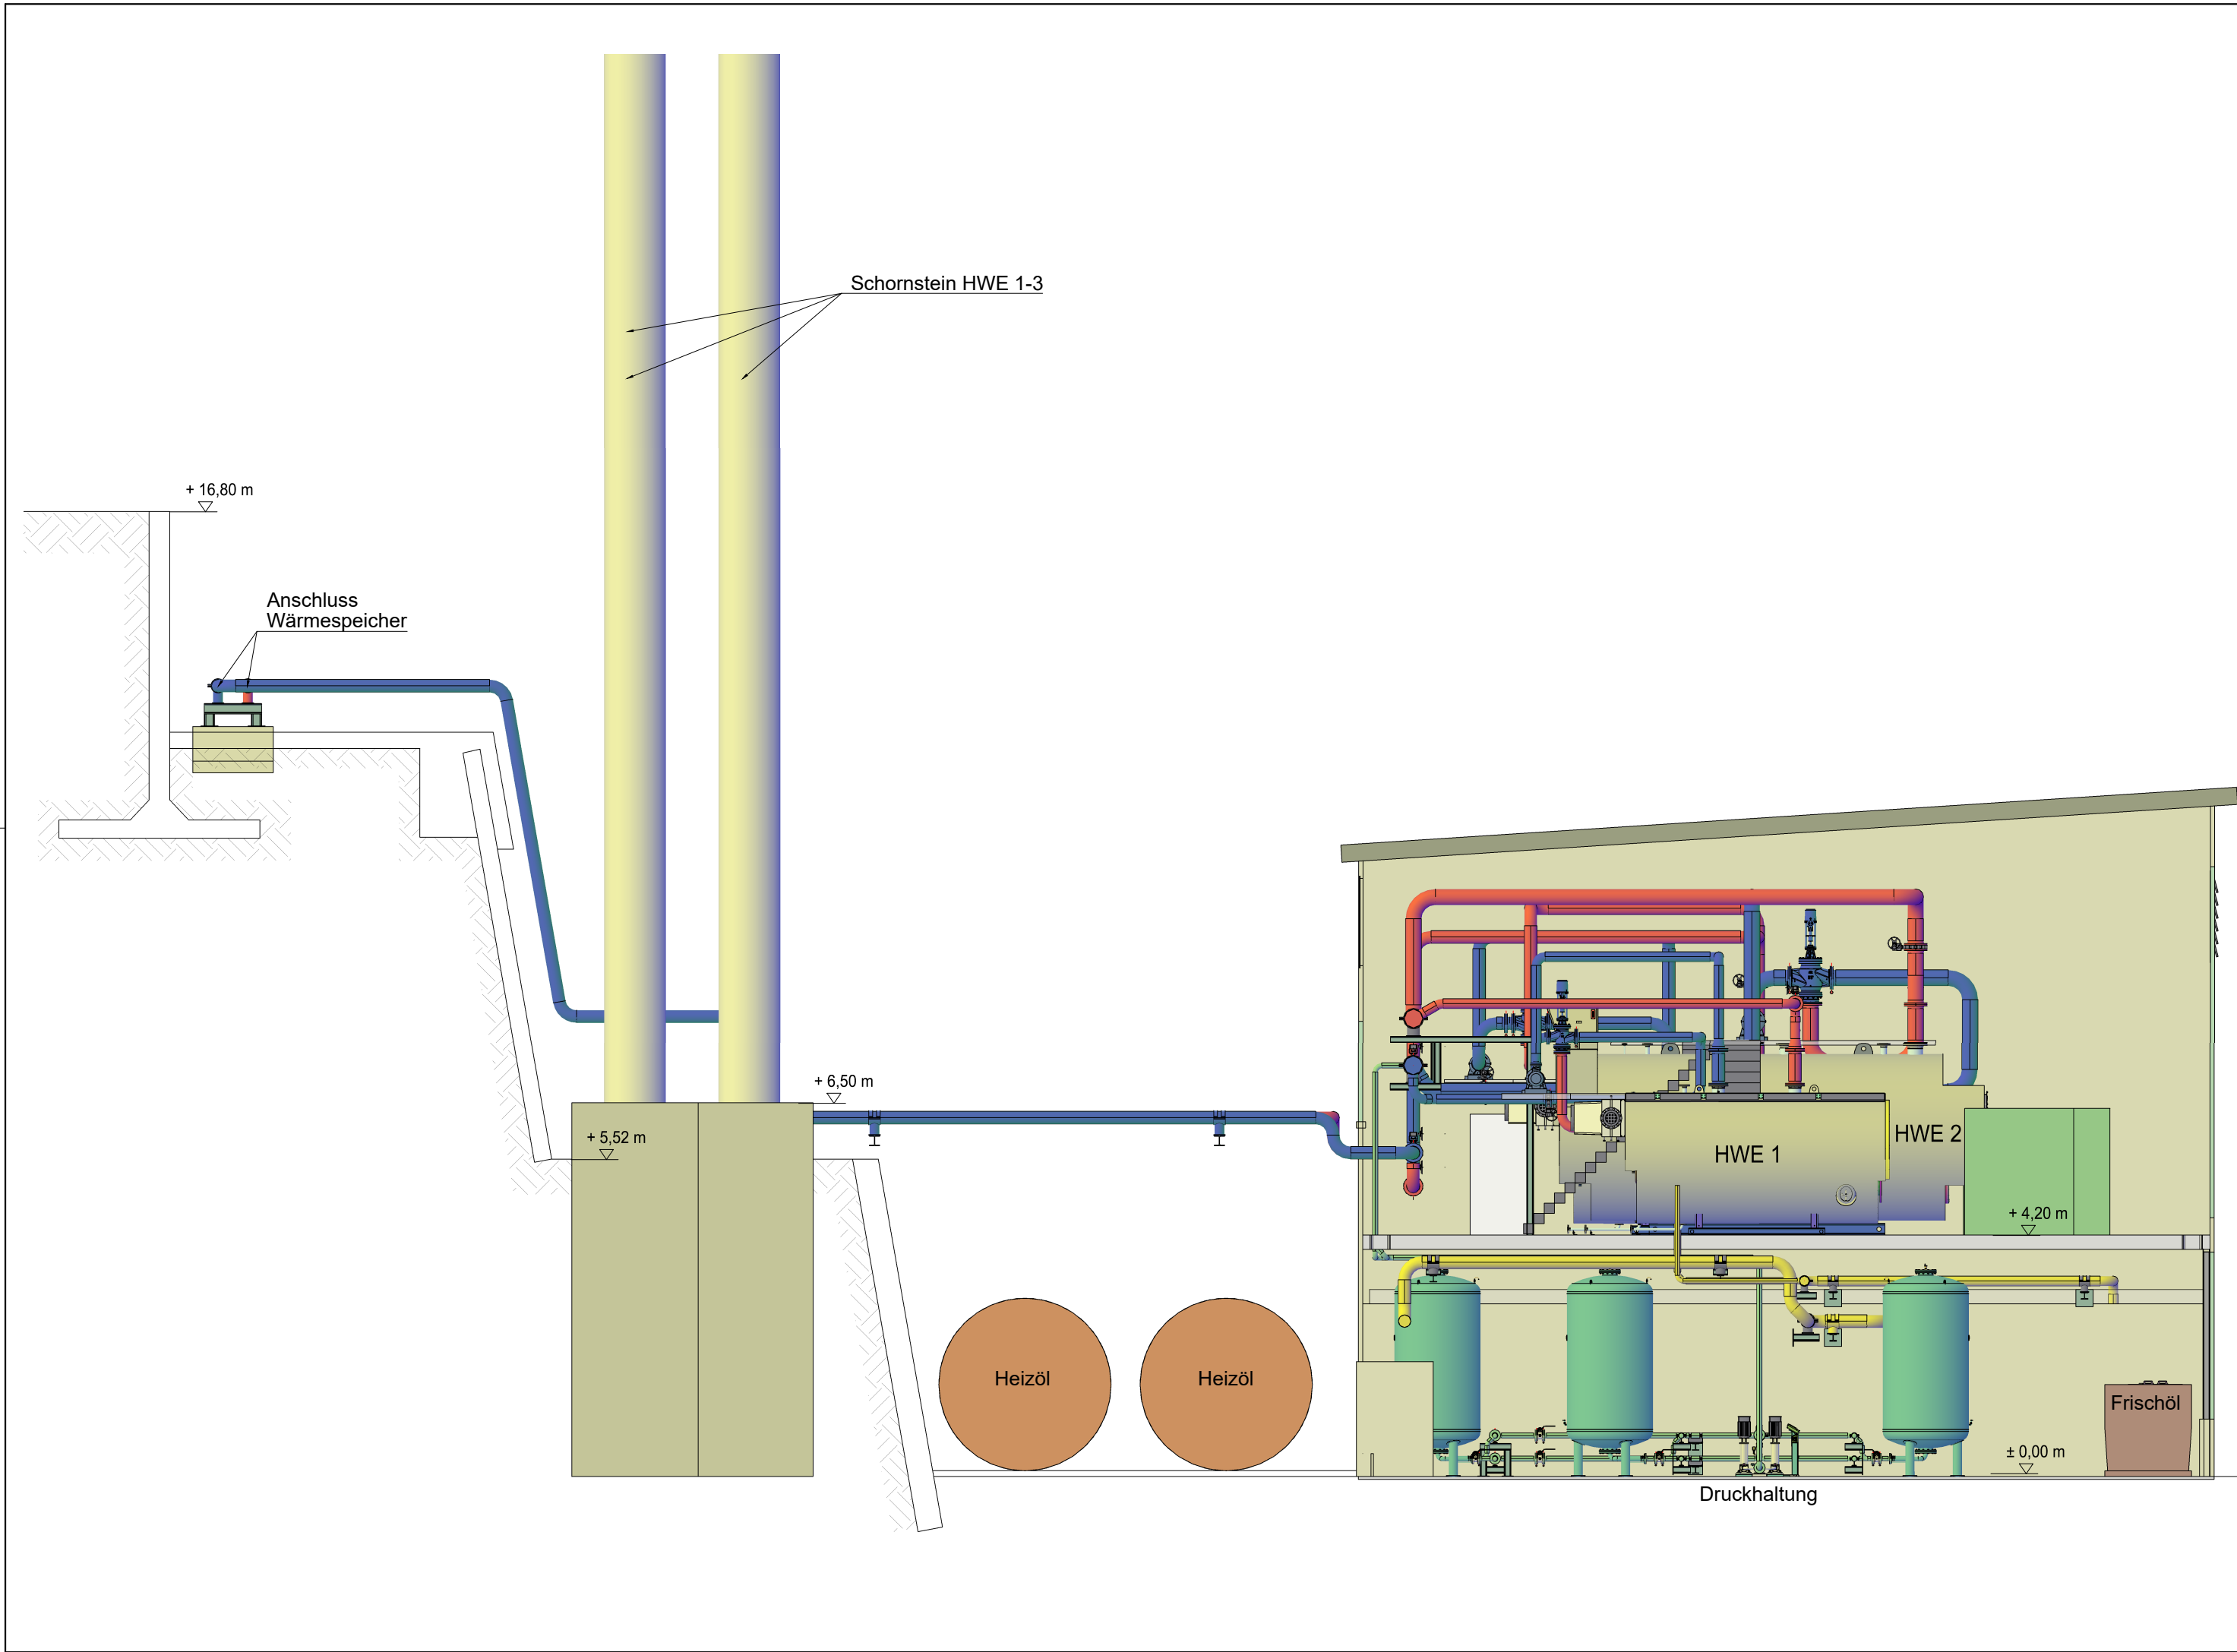 Schornstein HWE 1-3
+ 16,80 m
Anschluss
Wärmespeicher
+ 6,50 m
+ 5,52 m
HWE 2
HWE 1
+ 4,20 m
Heizöl
Heizöl
Frischöl
± 0,00 m
Druckhaltung